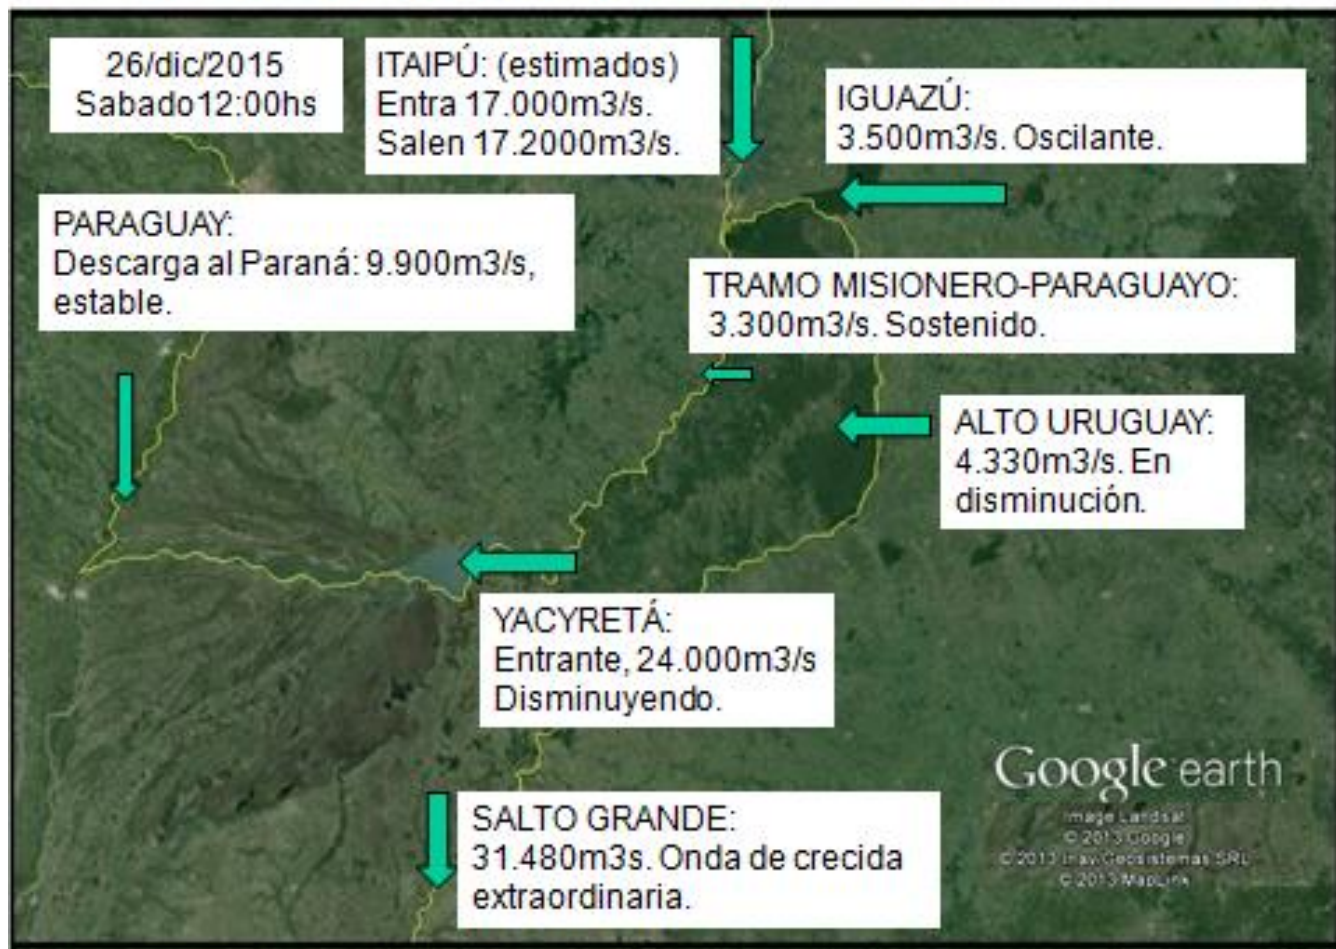 26/dic/2015
Sabado 12:00hs
ITAIPÚ: (estimados)
Entra 17.000m3/s.
Salen 17.2000m3/s.
IGUAZÚ:
3.500m3/s. Oscilante.
PARAGUAY:
Descarga al Paraná: 9.900m3/s,
estable.
TRAMO MISIONERO-PARAGUAYO:
3.300m3/s. Sostenido.
ALTO URUGUAY:
4.330m3/s. En
disminución.
YACYRETÁ:
Entrante, 24.000m3/s
Disminuyendo.
SALTO GRANDE:
31.480m3s. Onda de crecida
extraordinaria.
Google earth
Image Landsat
© 2013 Google
© 2013 Inav/Geosistemas SRL
© 2013 MapLink